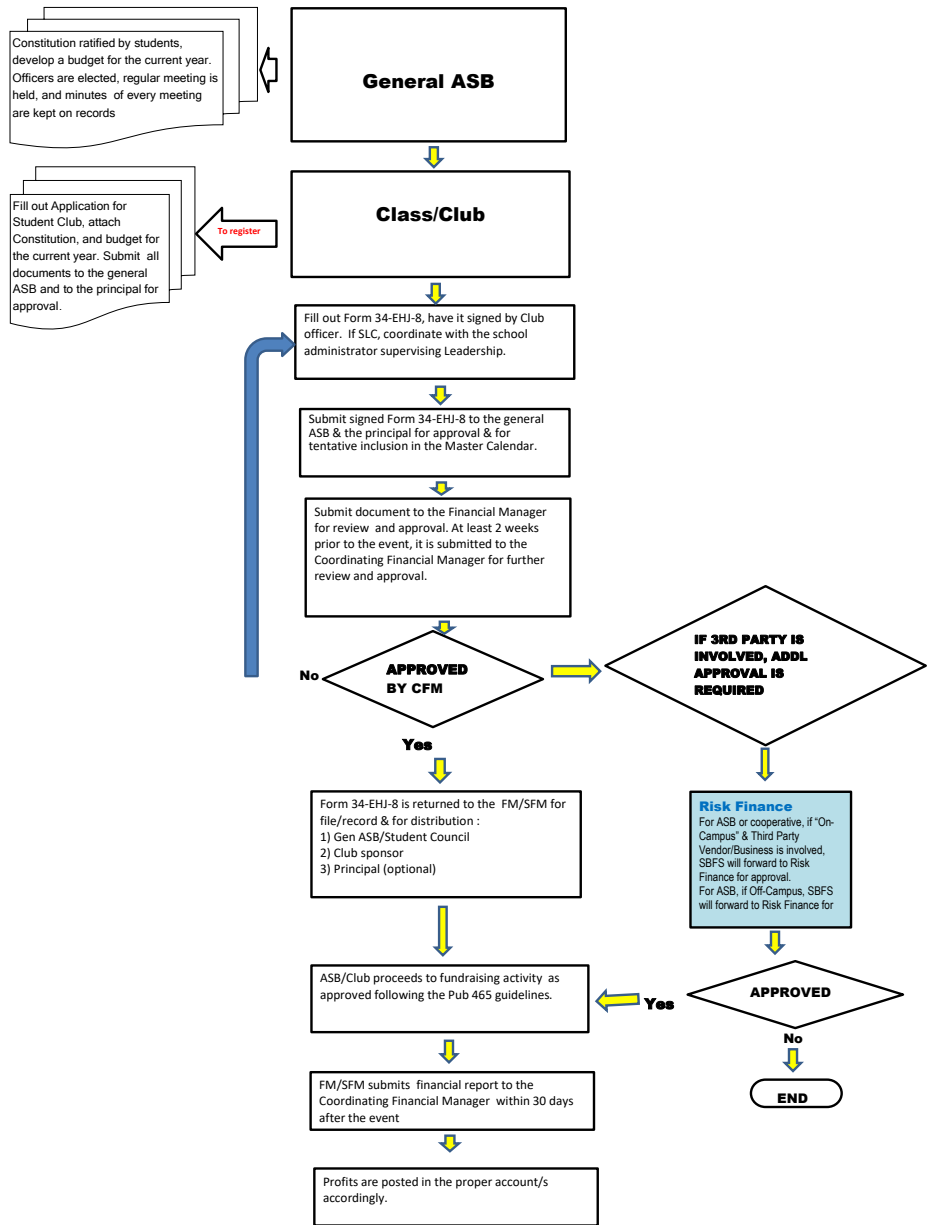 Constitution ratified by students,
develop a budget for the current year.
Officers are elected, regular meeting is
held, and minutes of every meeting
are kept on records
General ASB
Fill out Application for
Student Club, attach
Constitution, and budget for
the current year. Submit all
documents to the general
ASB and to the principal for
approval.
To register
Class/Club
Fill out Form 34-EHJ-8, have it signed by Club
officer. If SLC, coordinate with the school
administrator supervising Leadership.
Submit signed Form 34-EHJ-8 to the general
ASB & the principal for approval & for
tentative inclusion in the Master Calendar.
Submit document to the Financial Manager
for review and approval. At least 2 weeks
prior to the event, it is submitted to the
Coordinating Financial Manager for further
review and approval.
No
APPROVED
BY CFM
IF 3RD PARTY IS
INVOLVED, ADDL
APPROVAL IS
REQUIRED
Yes
Form 34-EHJ-8 is returned to the FM/SFM for
file/record & for distribution :
1) Gen ASB/Student Council
2) Club sponsor
3) Principal (optional)
Risk Finance
For ASB or cooperative, if "On-
Campus" & Third Party
Vendor/Business is involved,
SBFS will forward to Risk
Finance for approval.
For ASB, if Off-Campus, SBFS
will forward to Risk Finance for
ASB/Club proceeds to fundraising activity as
approved following the Pub 465 guidelines.
Yes
APPROVED
No
END
FM/SFM submits financial report to the
Coordinating Financial Manager within 30 days
after the event
Profits are posted in the proper account/s
accordingly.